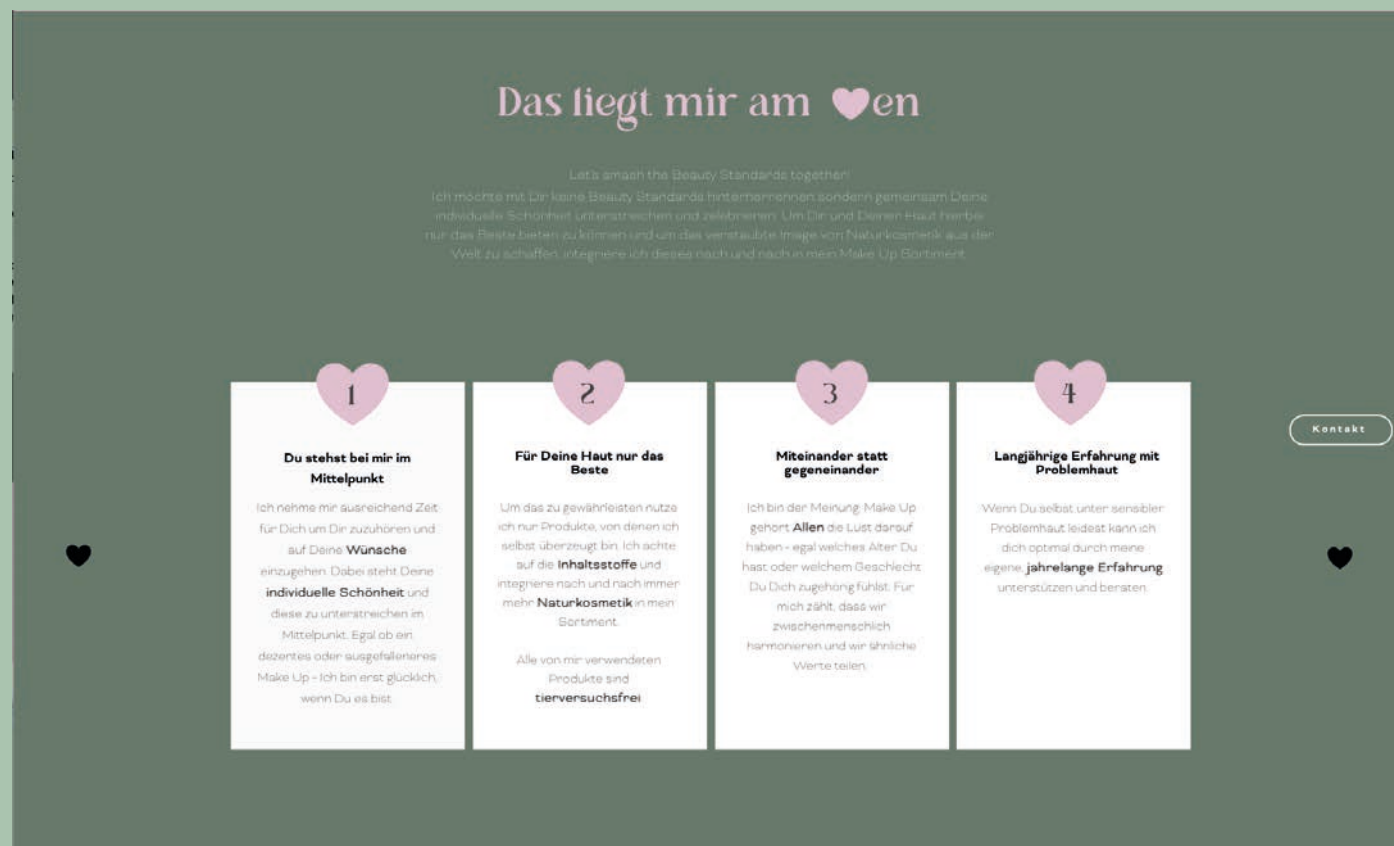 Das liegt mir am en
Let's smash the Beauty Standards together!
Ich möchte mit Dir keine Beauty Standards hinterherrennen sondern gemeinsam Deine
individuelle Schönheit unterstreichen und zelebrieren. Um Dir und Deiner Haut hierbei
nur das Beste bieten zu können und um das verstaubte Image von Naturkosmetik aus der
Welt zu schaffen, integriere ich dieses nach und nach in mein Make Up Sortiment.
1
Du stehst bei mir im
Mittelpunkt
Ich nehme mir ausreichend Zeit
für Dich um Dir zuzuhören und
auf Deine Wünsche
einzugehen. Dabei steht Deine
individuelle Schönheit und
diese zu unterstreichen im
Mittelpunkt. Egal ob ein
dezentes oder ausgefalleneres
Make Up - Ich bin erst glücklich,
wenn Du es bist.
2
Für Deine Haut nur das
Beste
Um das zu gewährleisten nutze
ich nur Produkte, von denen ich
selbst überzeugt bin. Ich achte
auf die Inhaltsstoffe und
integriere nach und nach immer
mehr Naturkosmetik in mein
Sortiment.
Alle von mir verwendeten
Produkte sind
tierversuchsfrei
3
Miteinander statt
gegeneinander
Ich bin der Meinung: Make Up
gehört Allen die Lust darauf
haben - egal welches Alter Du
hast oder welchem Geschlecht
Du Dich zugehörig fühlst. Für
mich zählt, dass wir
zwischenmenschlich
harmonieren und wir ähnliche
Werte teilen.
4
Langjährige Erfahrung mit
Problemhaut
Wenn Du selbst unter sensibler
Problemhaut leidest kann ich
dich optimal durch meine
eigene, jahrelange Erfahrung
unterstützen und beraten.
Kontakt